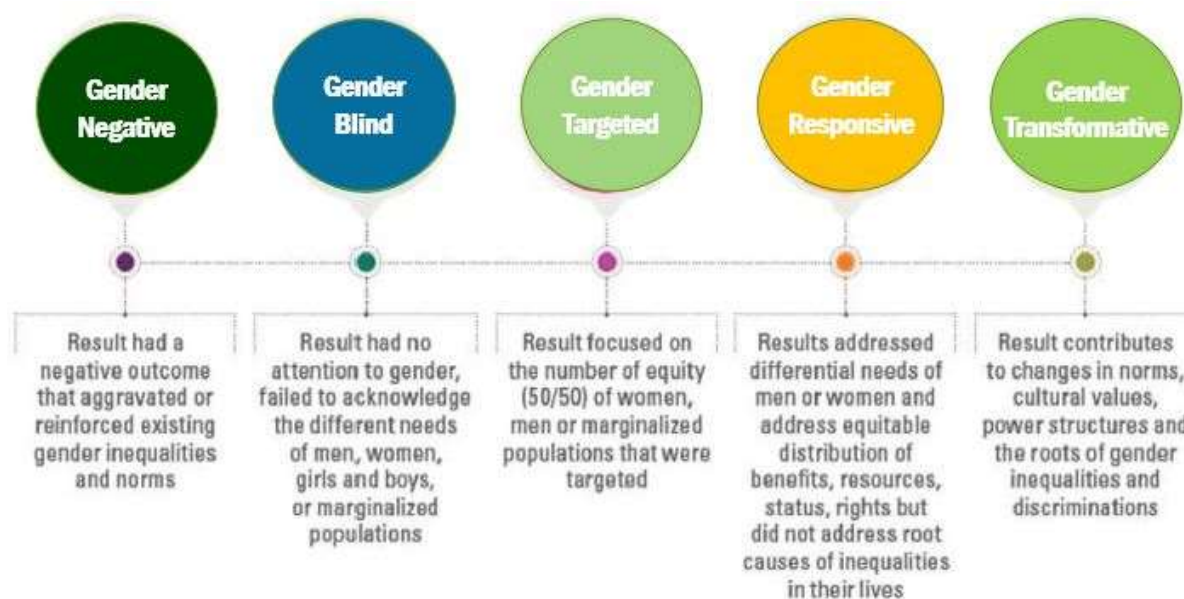 Gender
Negative
Gender
Blind
Gender
Targeted
Gender
Responsive
Gender
Transformative
Result had a
negative outcome
that aggravated or
reinforced existing
gender inequalities
and norms
Result had no
attention to gender,
failed to acknowledge
the different needs
of men, women,
girls and boys,
or marginalized
populations
Result focused on
the number of equity
(50/50) of women,
men or marginalized
populations that were
targeted
Results addressed
differential needs of
men or women and
address equitable
distribution of
benefits, resources,
status, rights but
did not address root
causes of inequalities
in their lives
Result contributes
to changes in norms,
cultural values,
power structures and
the roots of gender
inequalities and
discriminations